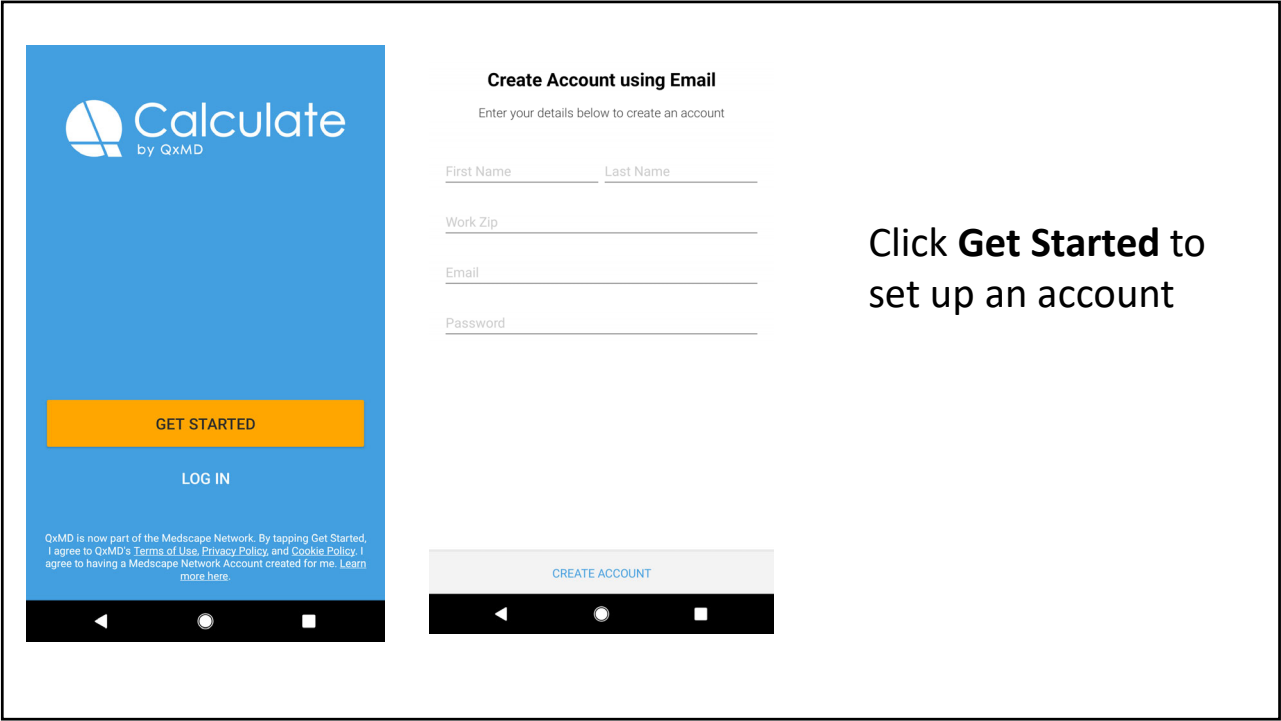 Calculate
by QxMD
GET STARTED
LOG IN
QxMD is now part of the Medscape Network. By tapping Get Started,
I agree to QxMD's Terms of Use, Privacy Policy, and Cookie Policy. I
agree to having a Medscape Network Account created for me. Learn
more here.
Create Account using Email
Enter your details below to create an account
First Name Last Name
Work Zip
Email
Password
CREATE ACCOUNT
Click Get Started to
set up an account